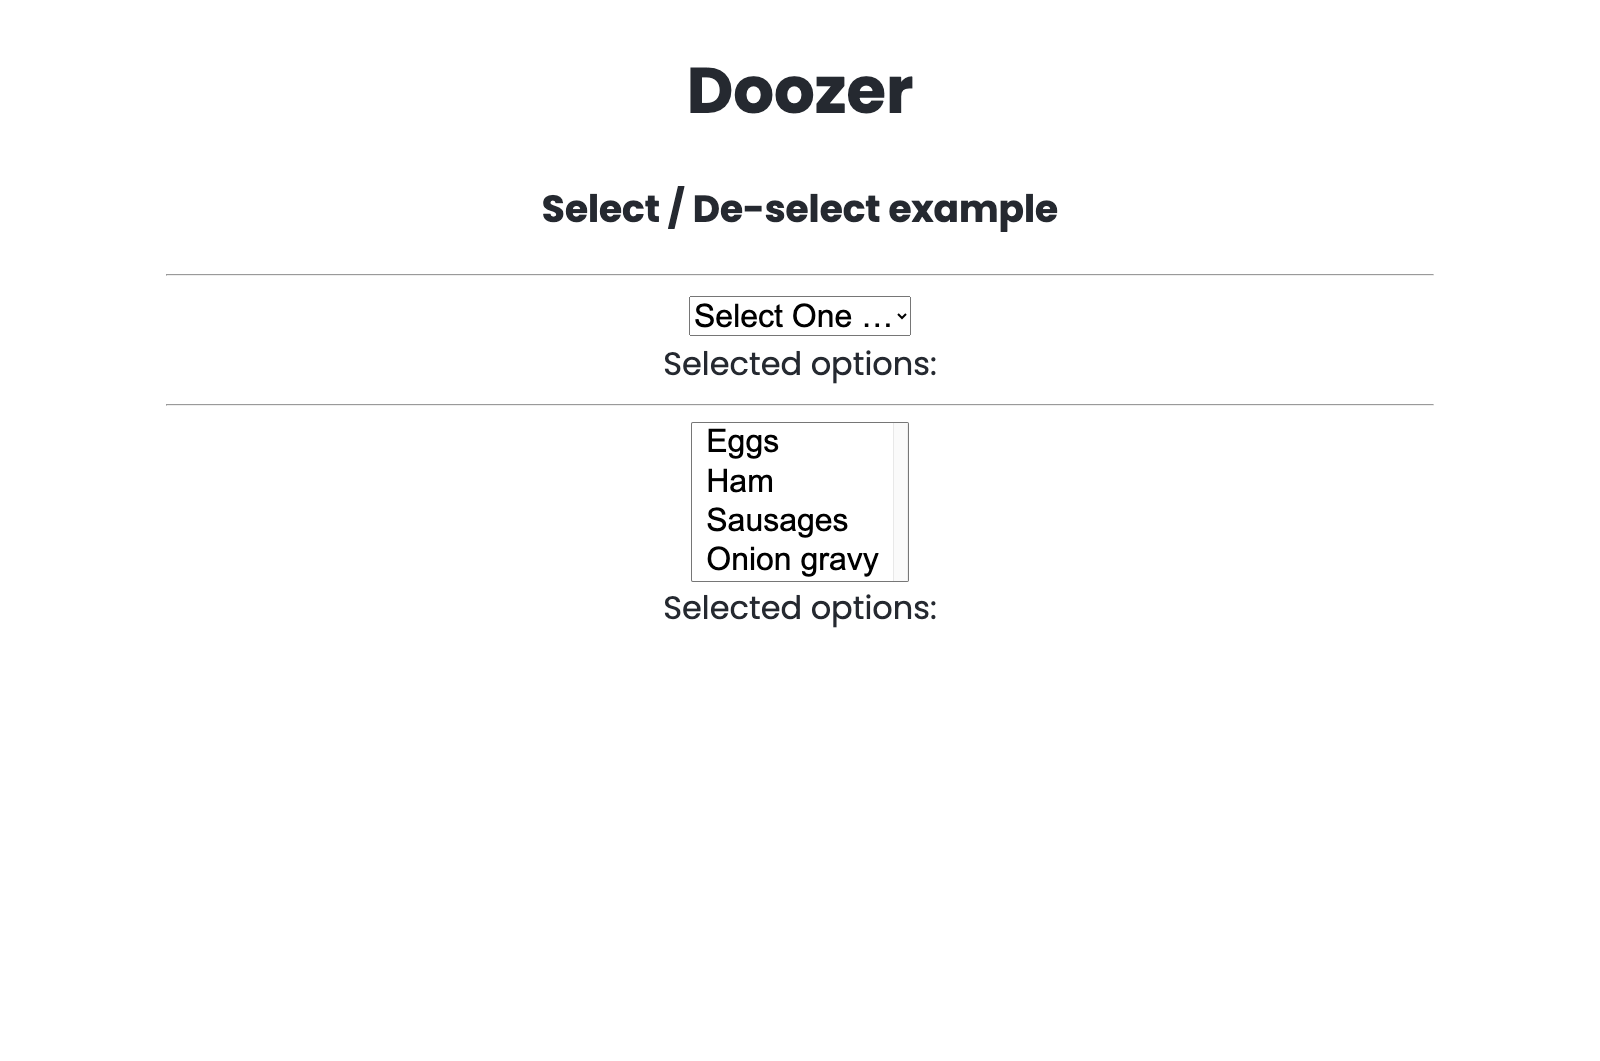 Doozer
Select / De-select example
Select One ...
Selected options:
Eggs
Ham
Sausages
Onion gravy
Selected options: